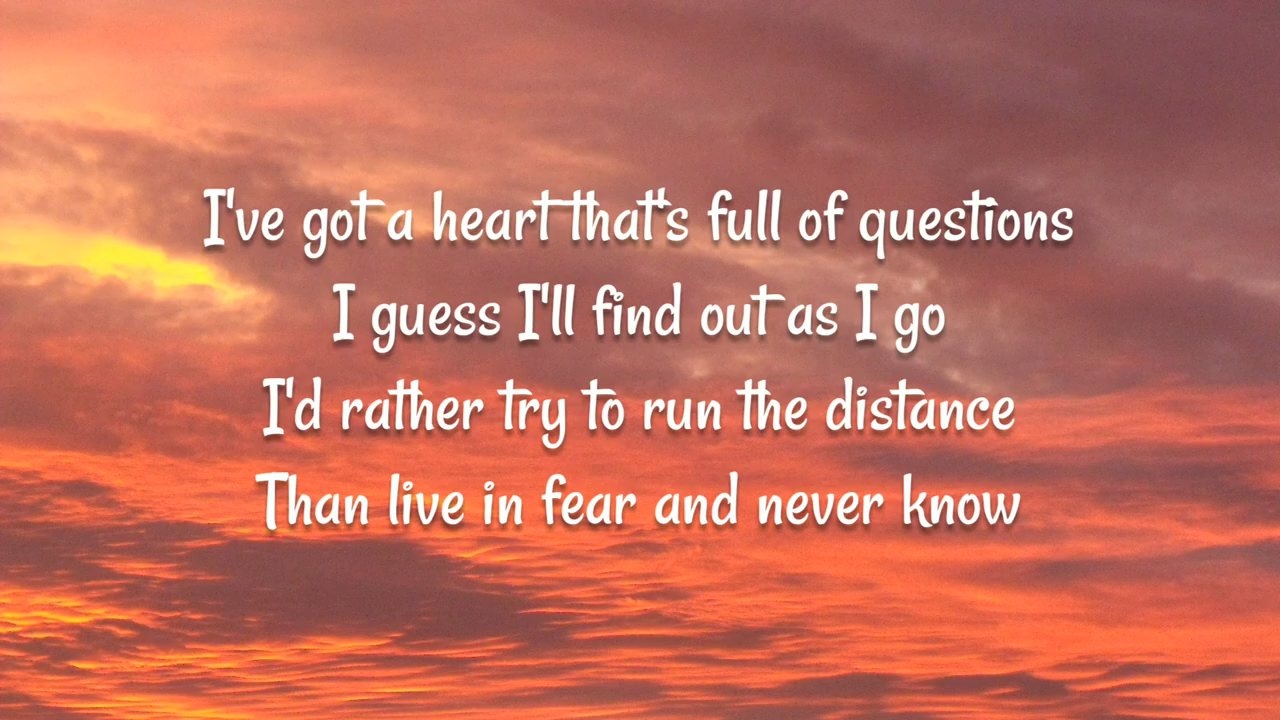 I've got a heart that's full of questions
I guess I'll find out as I go
I'd rather try to run the distance
Than live in fear and never know